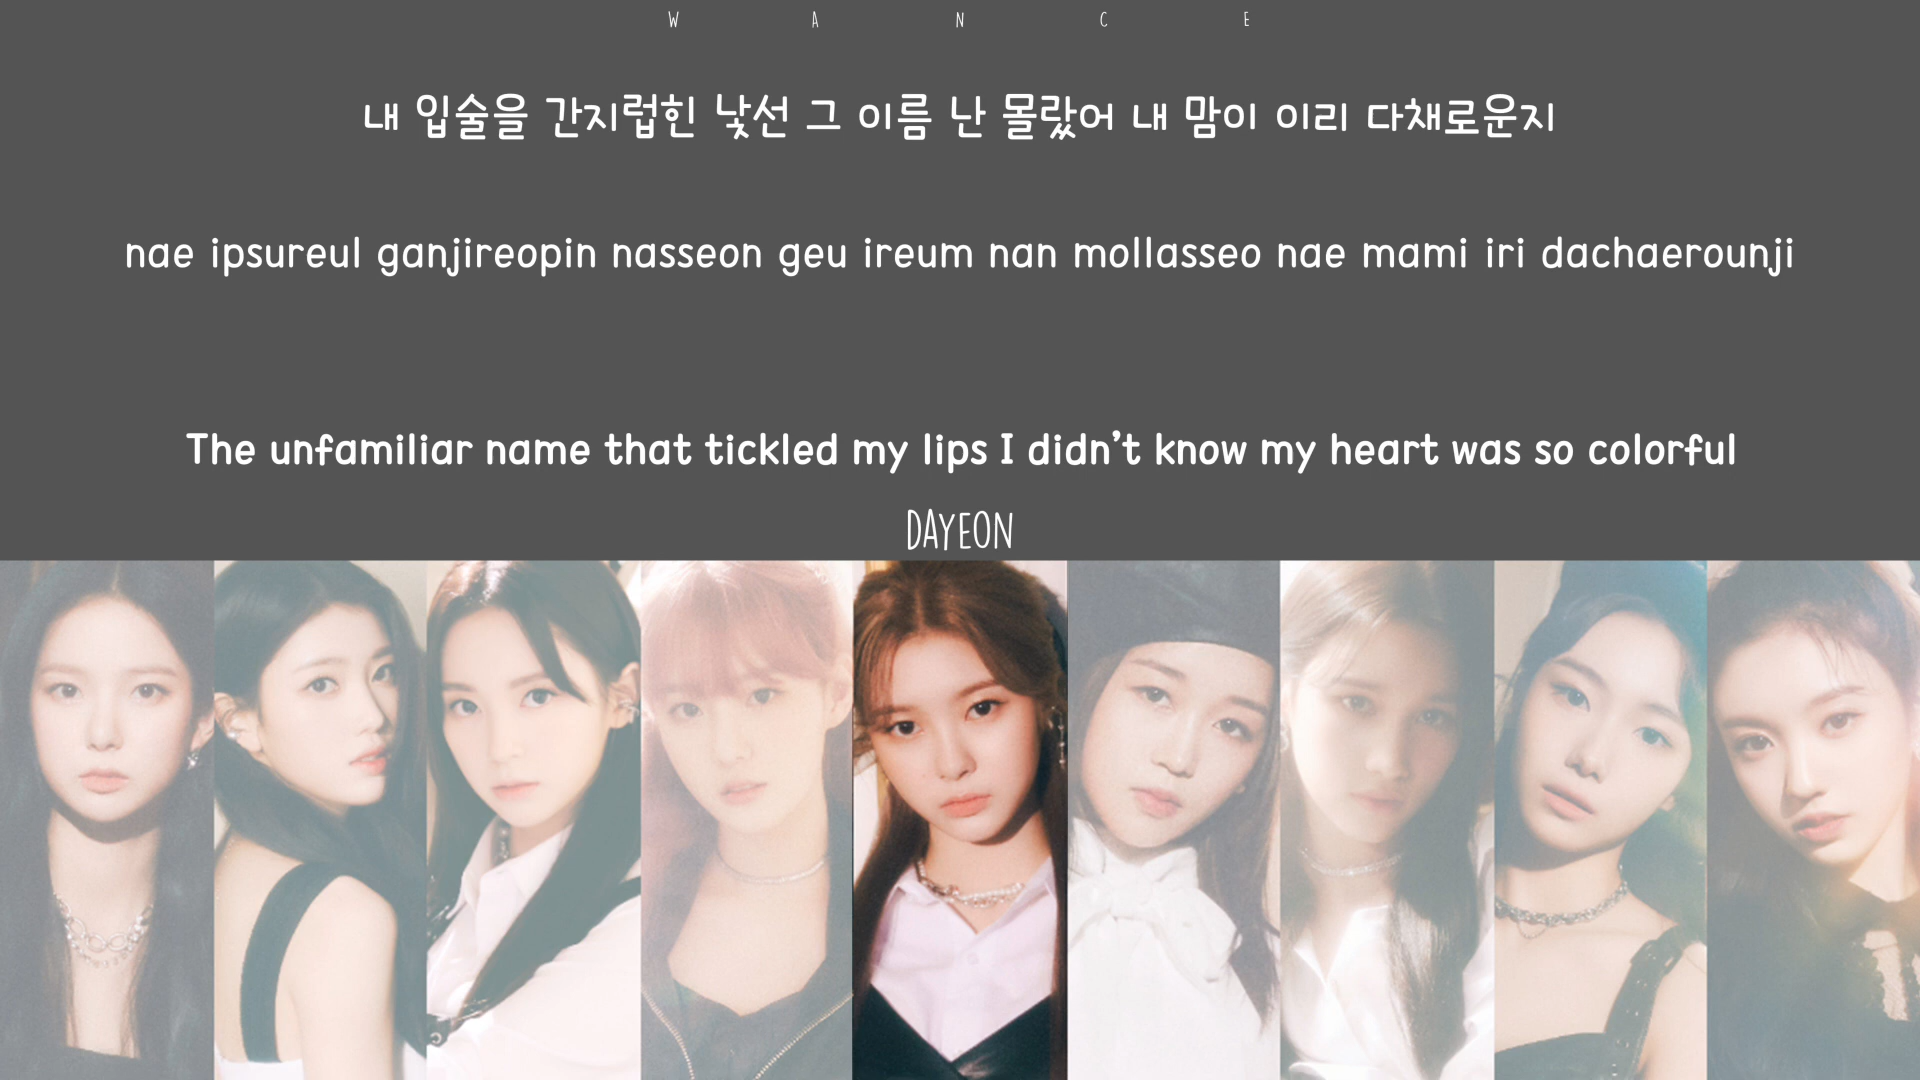 W A N C E
내 입술을 간지럽힌 낯선 그 이름 난 몰랐어 내 맘이 이리 다채로운지
nae ipsureul ganjireopin nasseon geu ireum nan mollasseo nae mami iri dachaerounji
The unfamiliar name that tickled my lips I didn't know my heart was so colorful
DAYEON